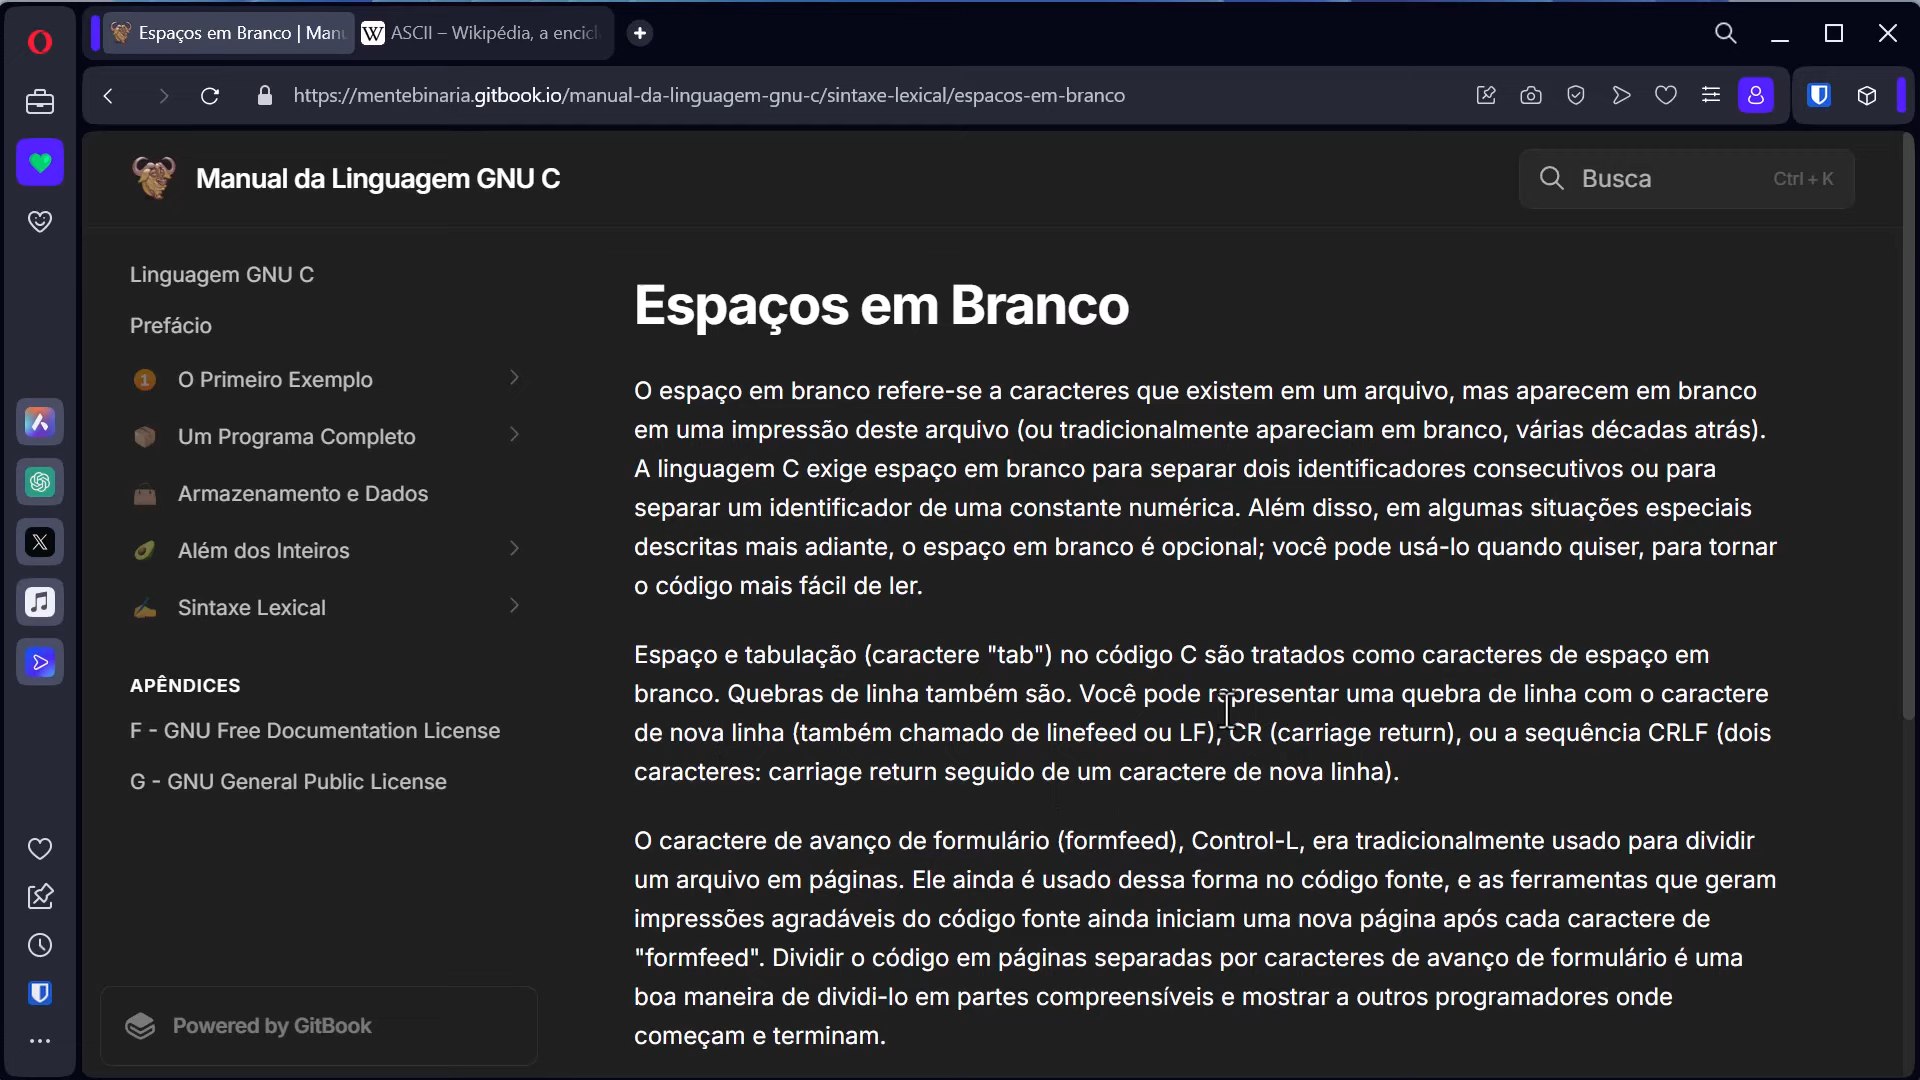 Espaços em Branco | Manu
ASCII – Wikipédia, a encicl
https://mentebinaria.gitbook.io/manual-da-linguagem-gnu-c/sintaxe-lexical/espacos-em-branco
Manual da Linguagem GNU C
Busca
Ctrl + K
Linguagem GNU C
Prefácio
1 O Primeiro Exemplo
Um Programa Completo
Armazenamento e Dados
Além dos Inteiros
Sintaxe Lexical
APÊNDICES
F - GNU Free Documentation License
G - GNU General Public License
Powered by GitBook
Espaços em Branco
O espaço em branco refere-se a caracteres que existem em um arquivo, mas aparecem em branco
em uma impressão deste arquivo (ou tradicionalmente apareciam em branco, várias décadas atrás).
A linguagem C exige espaço em branco para separar dois identificadores consecutivos ou para
separar um identificador de uma constante numérica. Além disso, em algumas situações especiais
descritas mais adiante, o espaço em branco é opcional; você pode usá-lo quando quiser, para tornar
o código mais fácil de ler.
Espaço e tabulação (caractere "tab") no código C são tratados como caracteres de espaço em
branco. Quebras de linha também são. Você pode representar uma quebra de linha com o caractere
de nova linha (também chamado de linefeed ou LF), CR (carriage return), ou a sequência CRLF (dois
caracteres: carriage return seguido de um caractere de nova linha).
O caractere de avanço de formulário (formfeed), Control-L, era tradicionalmente usado para dividir
um arquivo em páginas. Ele ainda é usado dessa forma no código fonte, e as ferramentas que geram
impressões agradáveis do código fonte ainda iniciam uma nova página após cada caractere de
"formfeed". Dividir o código em páginas separadas por caracteres de avanço de formulário é uma
boa maneira de dividi-lo em partes compreensíveis e mostrar a outros programadores onde
começam e terminam.